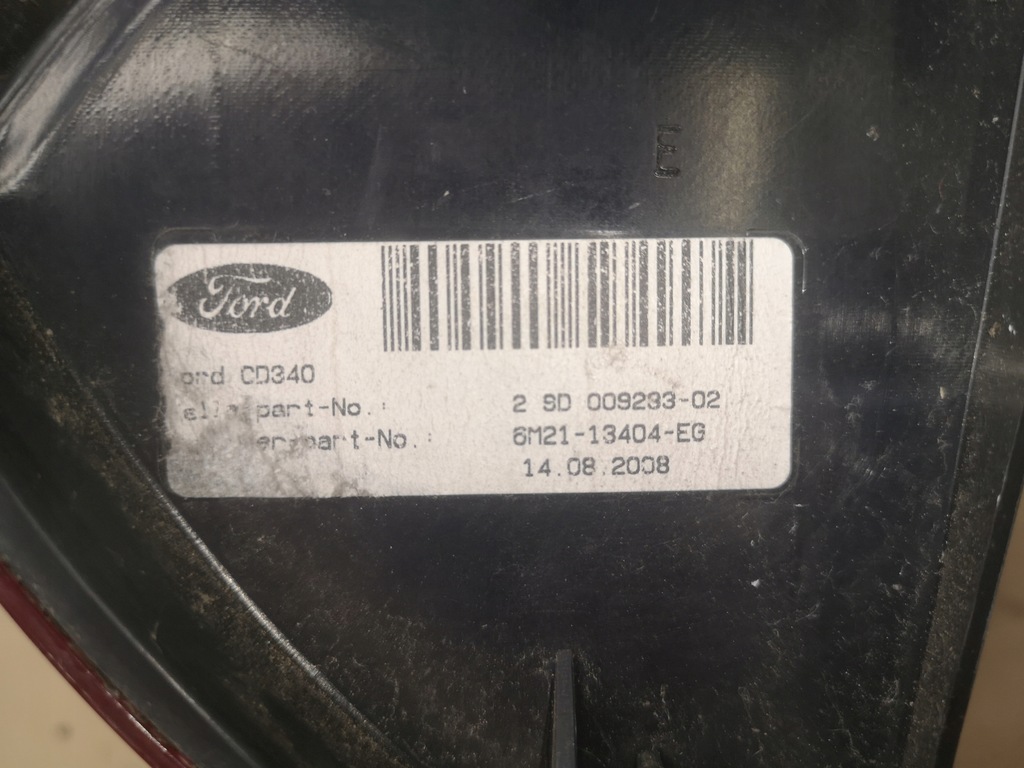 Ford
ord CD340
part-No.:
part-No.:
2 SD 009233-02
6M21-13404-EG
14.08.2008